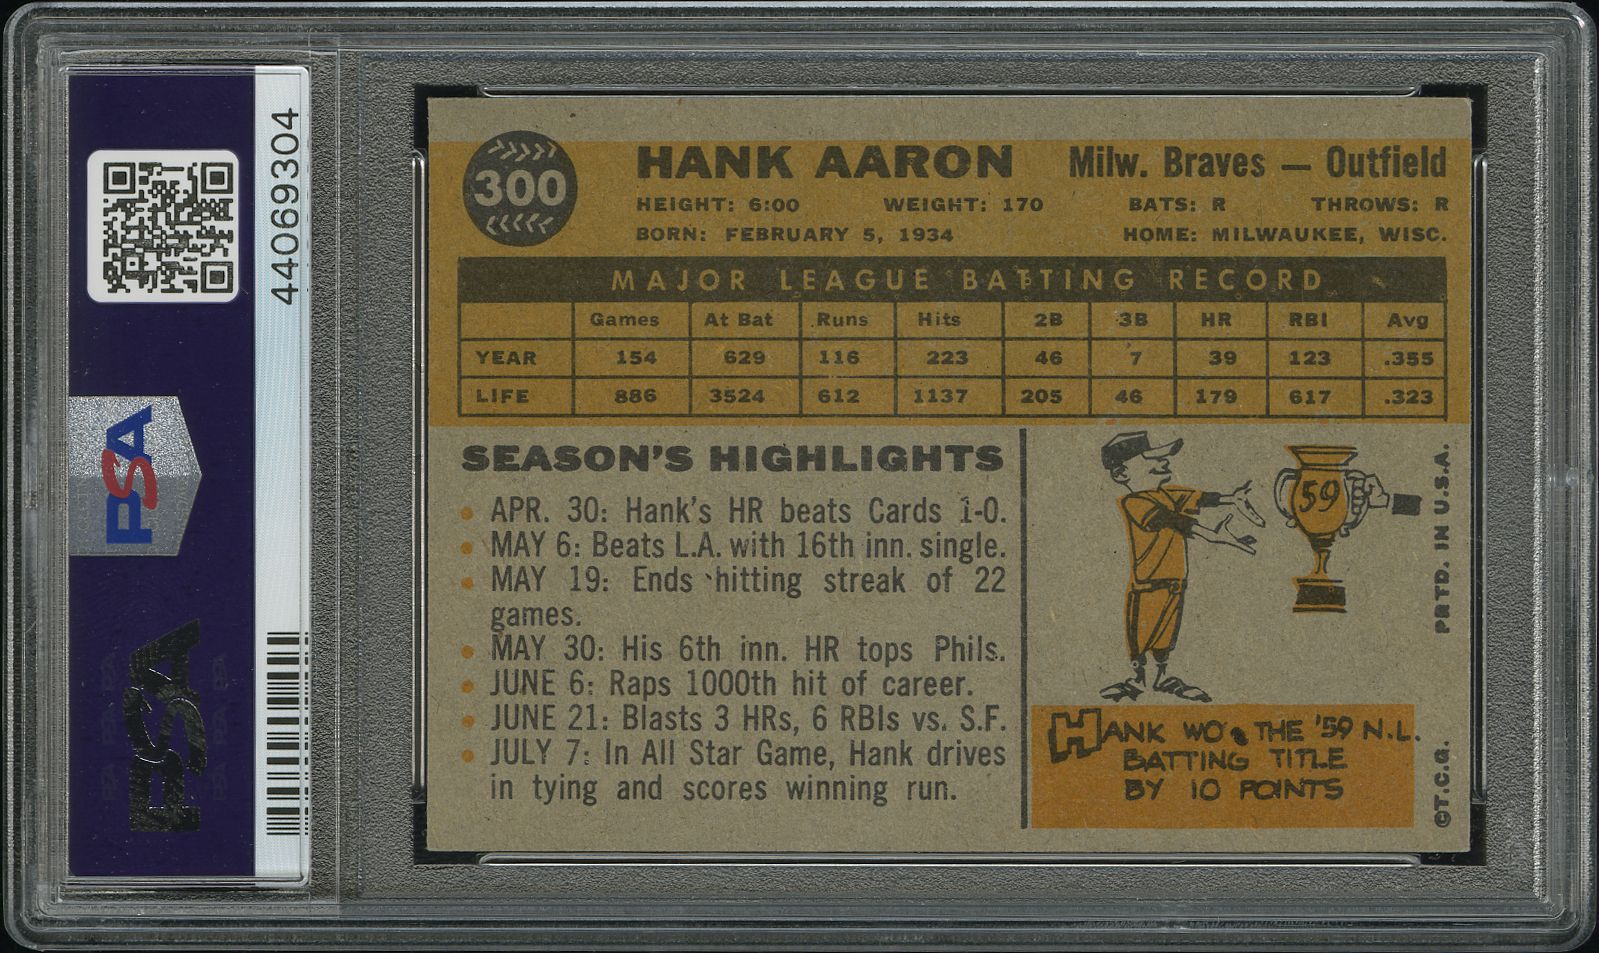 44069304
PSA
PSA
300
HANK AARON Milw. Braves — Outfield
HEIGHT: 6:00 WEIGHT: 170 BATS: R THROWS: R
BORN: FEBRUARY 5, 1934 HOME: MILWAUKEE, WISC.
MAJOR LEAGUE BATTING RECORD
Games At Bat Runs Hits 2B 3B HR RBI Avg
YEAR 154 629 116 223 46 7 39 123 .355
LIFE 886 3524 612 1137 205 46 179 617 .323
SEASON'S HIGHLIGHTS
• APR. 30: Hank's HR beats Cards 1-0.
• MAY 6: Beats L.A. with 16th inn. single.
• MAY 19: Ends hitting streak of 22
games.
• MAY 30: His 6th inn. HR tops Phils.
• JUNE 6: Raps 1000th hit of career.
• JUNE 21: Blasts 3 HRs, 6 RBIs vs. S.F.
• JULY 7: In All Star Game, Hank drives
in tying and scores winning run.
59
HANK WON THE '59 N.L.
BATTING TITLE
BY 10 POINTS
©T.C.G. PRTD. IN U.S.A.